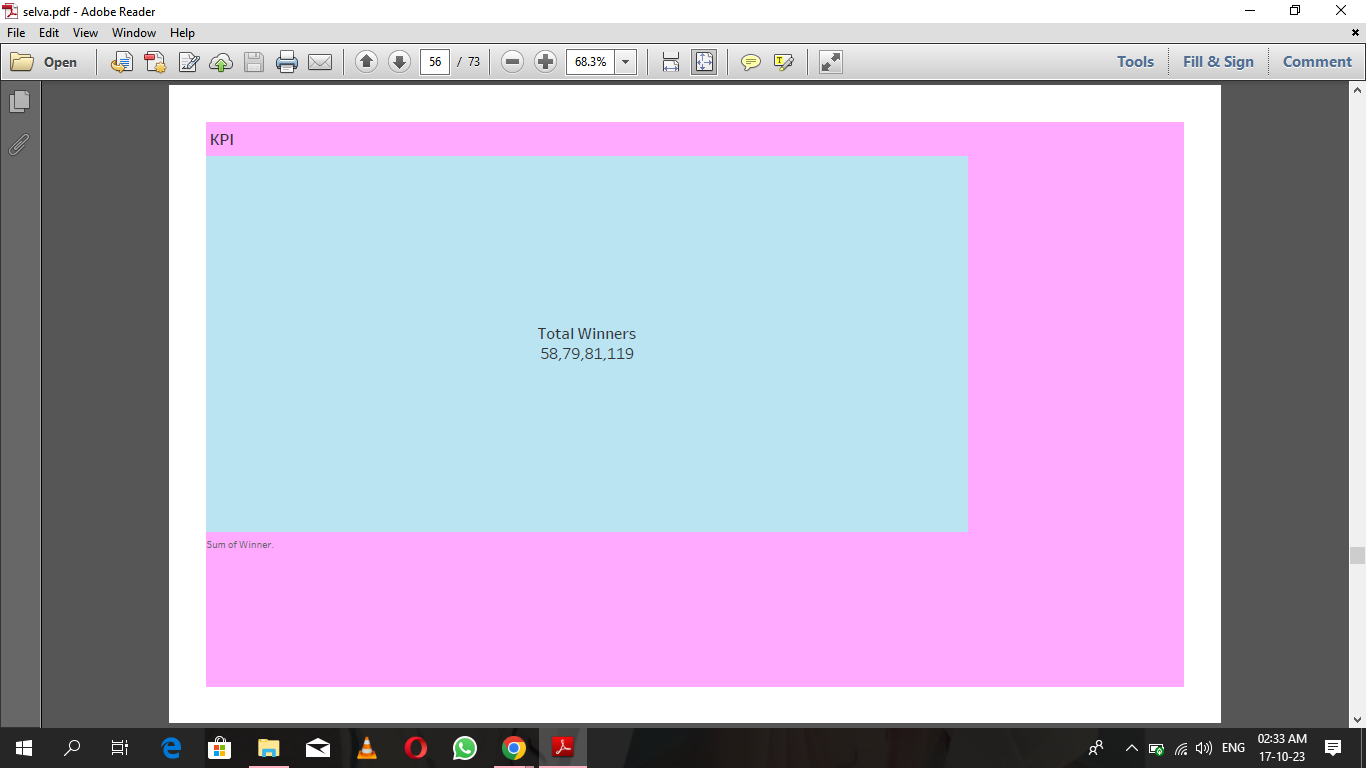 selva.pdf - Adobe Reader
File Edit View Window Help
Open 56 / 73 68.3% Tools Fill & Sign Comment
KPI
Total Winners
58,79,81,119
Sum of Winner.
ENG 02:33 AM
17-10-23